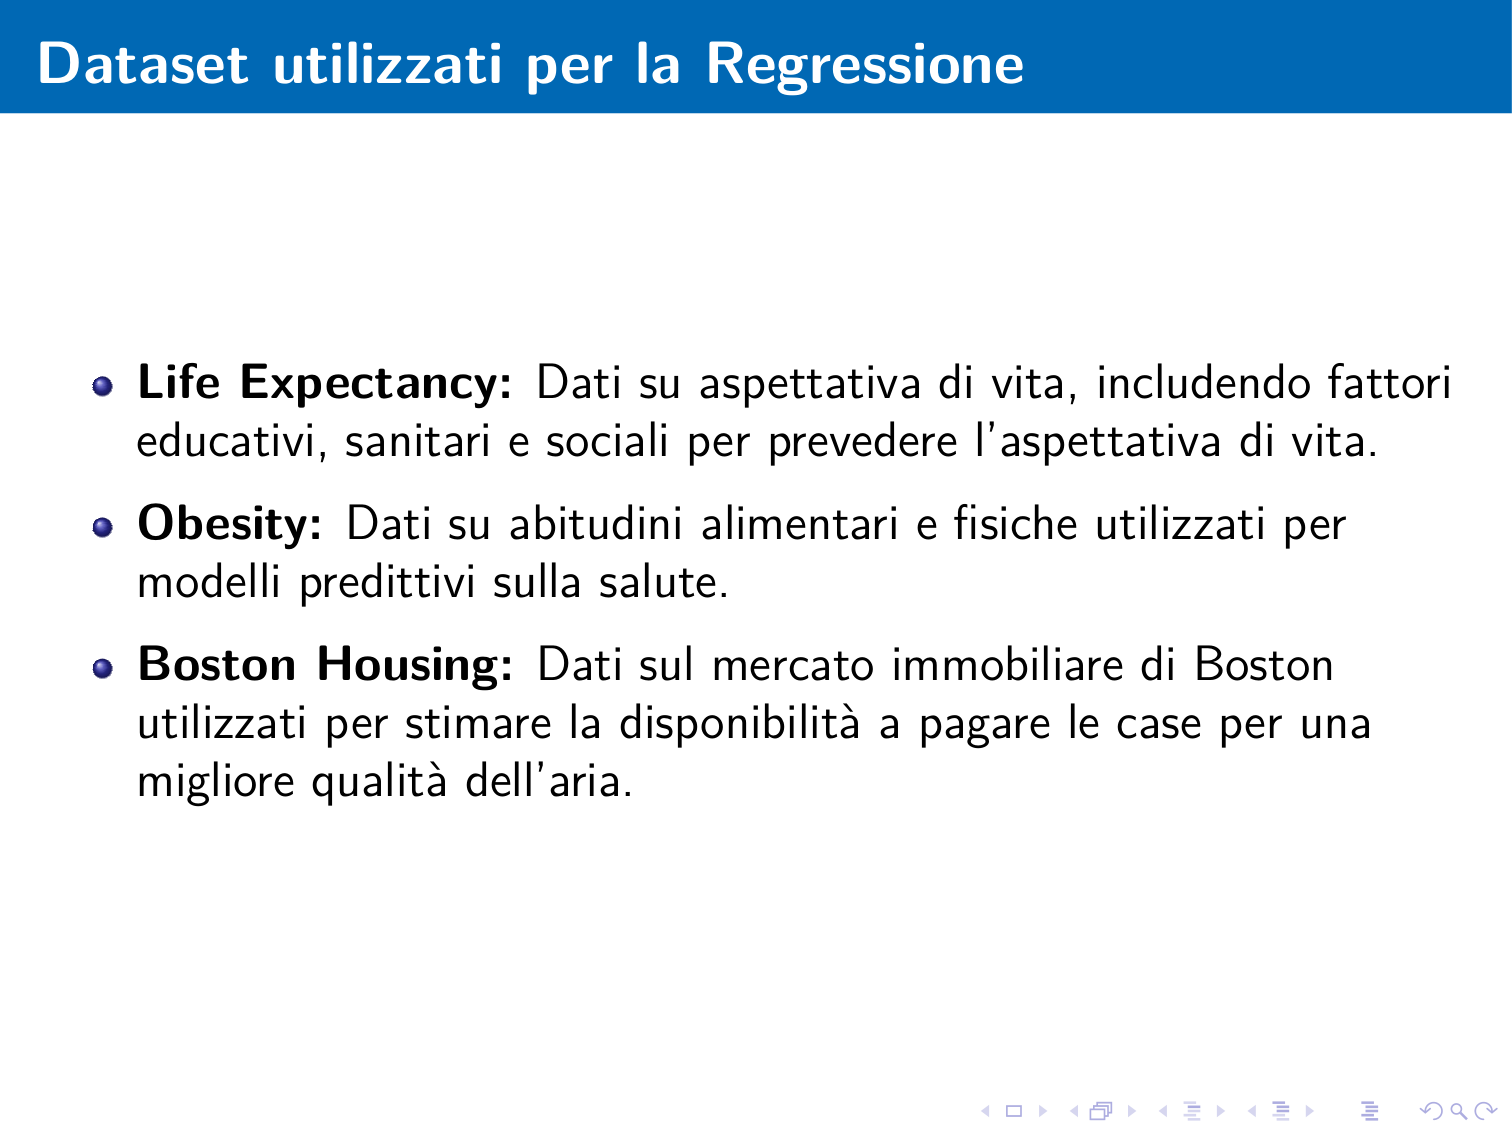 Dataset utilizzati per la Regressione
Life Expectancy: Dati su aspettativa di vita, includendo fattori
educativi, sanitari e sociali per prevedere l'aspettativa di vita.
Obesity: Dati su abitudini alimentari e fisiche utilizzati per
modelli predittivi sulla salute.
Boston Housing: Dati sul mercato immobiliare di Boston
utilizzati per stimare la disponibilità a pagare le case per una
migliore qualità dell'aria.